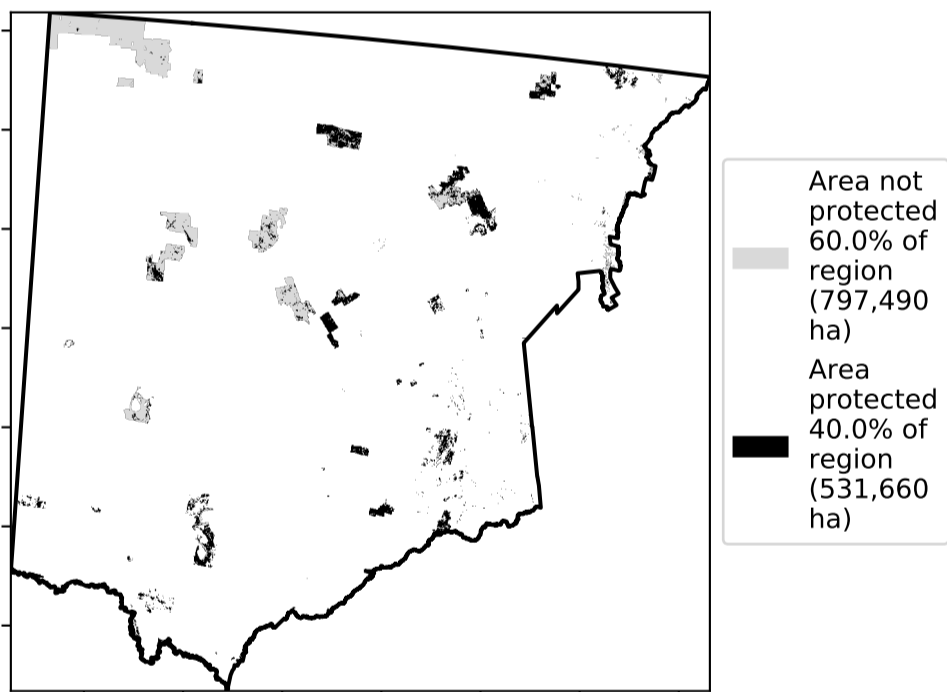 Area not
protected
60.0% of
region
(797,490
ha)
Area
protected
40.0% of
region
(531,660
ha)